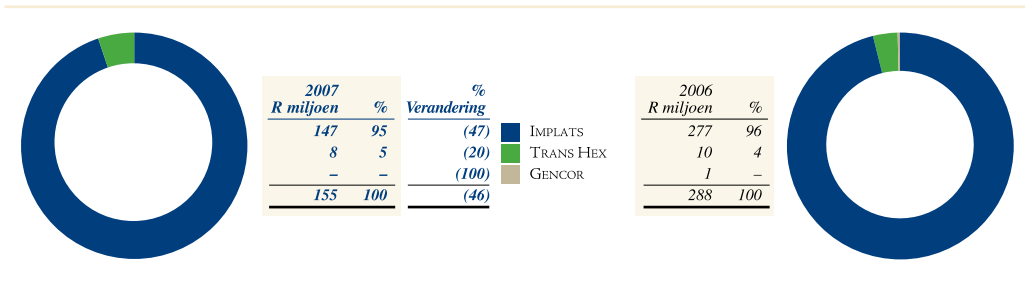 2007 % 2006
R miljoen % Verandering R miljoen %
147 95 (47) IMPLATS 277 96
8 5 (20) TRANS HEX 10 4
– – (100) GENCOR 1 –
155 100 (46) 288 100